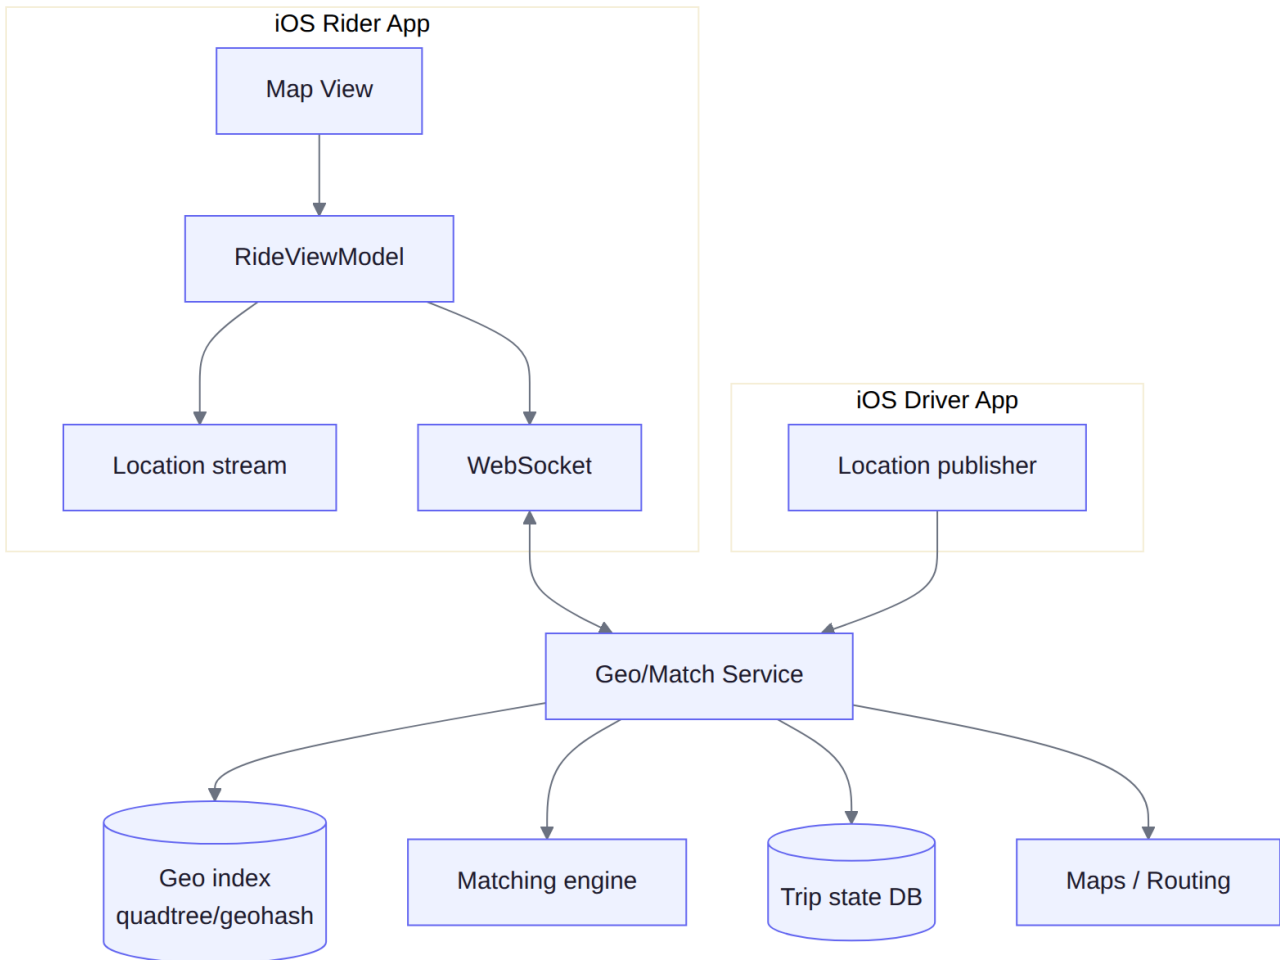 iOS Rider App
Map View
RideViewModel
Location stream
WebSocket
iOS Driver App
Location publisher
Geo/Match Service
Geo index
quadtree/geohash
Matching engine
Trip state DB
Maps / Routing